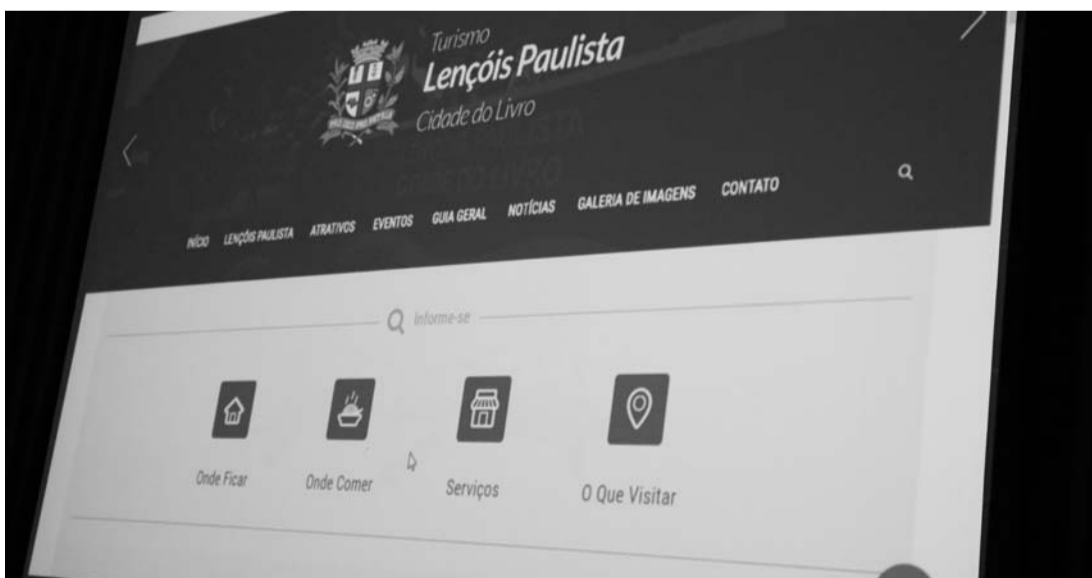 Turismo
Lençóis Paulista
Cidade do Livro
INÍCIO LENÇÓIS PAULISTA ATRATIVOS EVENTOS GUIA GERAL NOTÍCIAS GALERIA DE IMAGENS CONTATO
Informe-se
Onde Ficar Onde Comer Serviços O Que Visitar